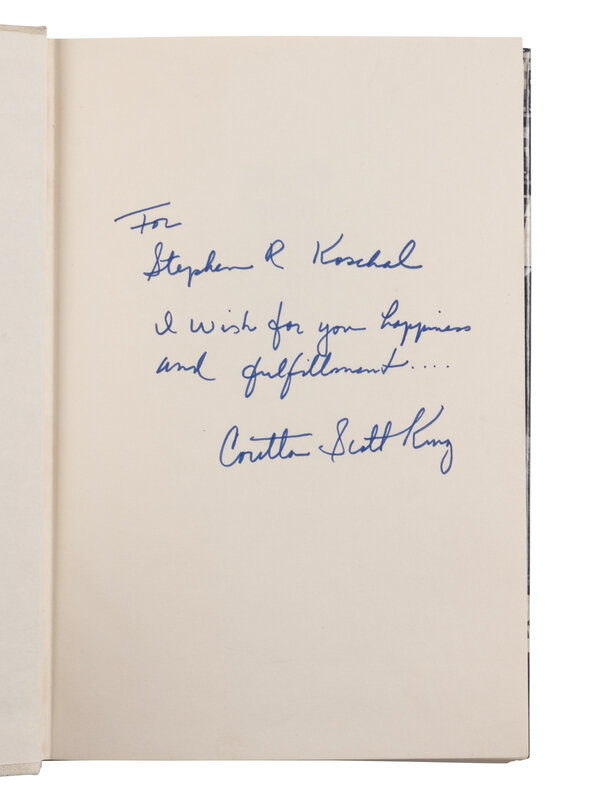 For
Stephen R Koschal
I wish for you happiness
and fulfillment....
Coretta Scott King